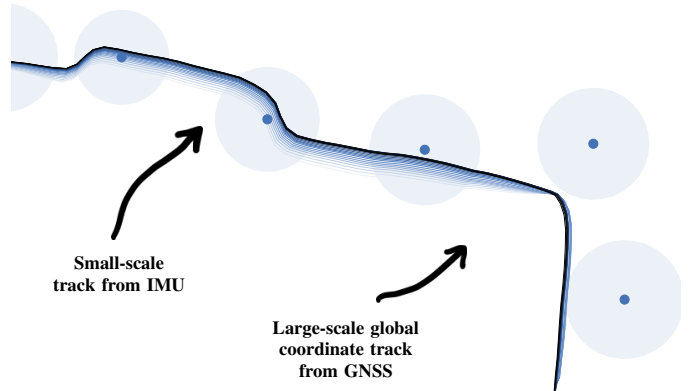 Small-scale
track from IMU
Large-scale global
coordinate track
from GNSS